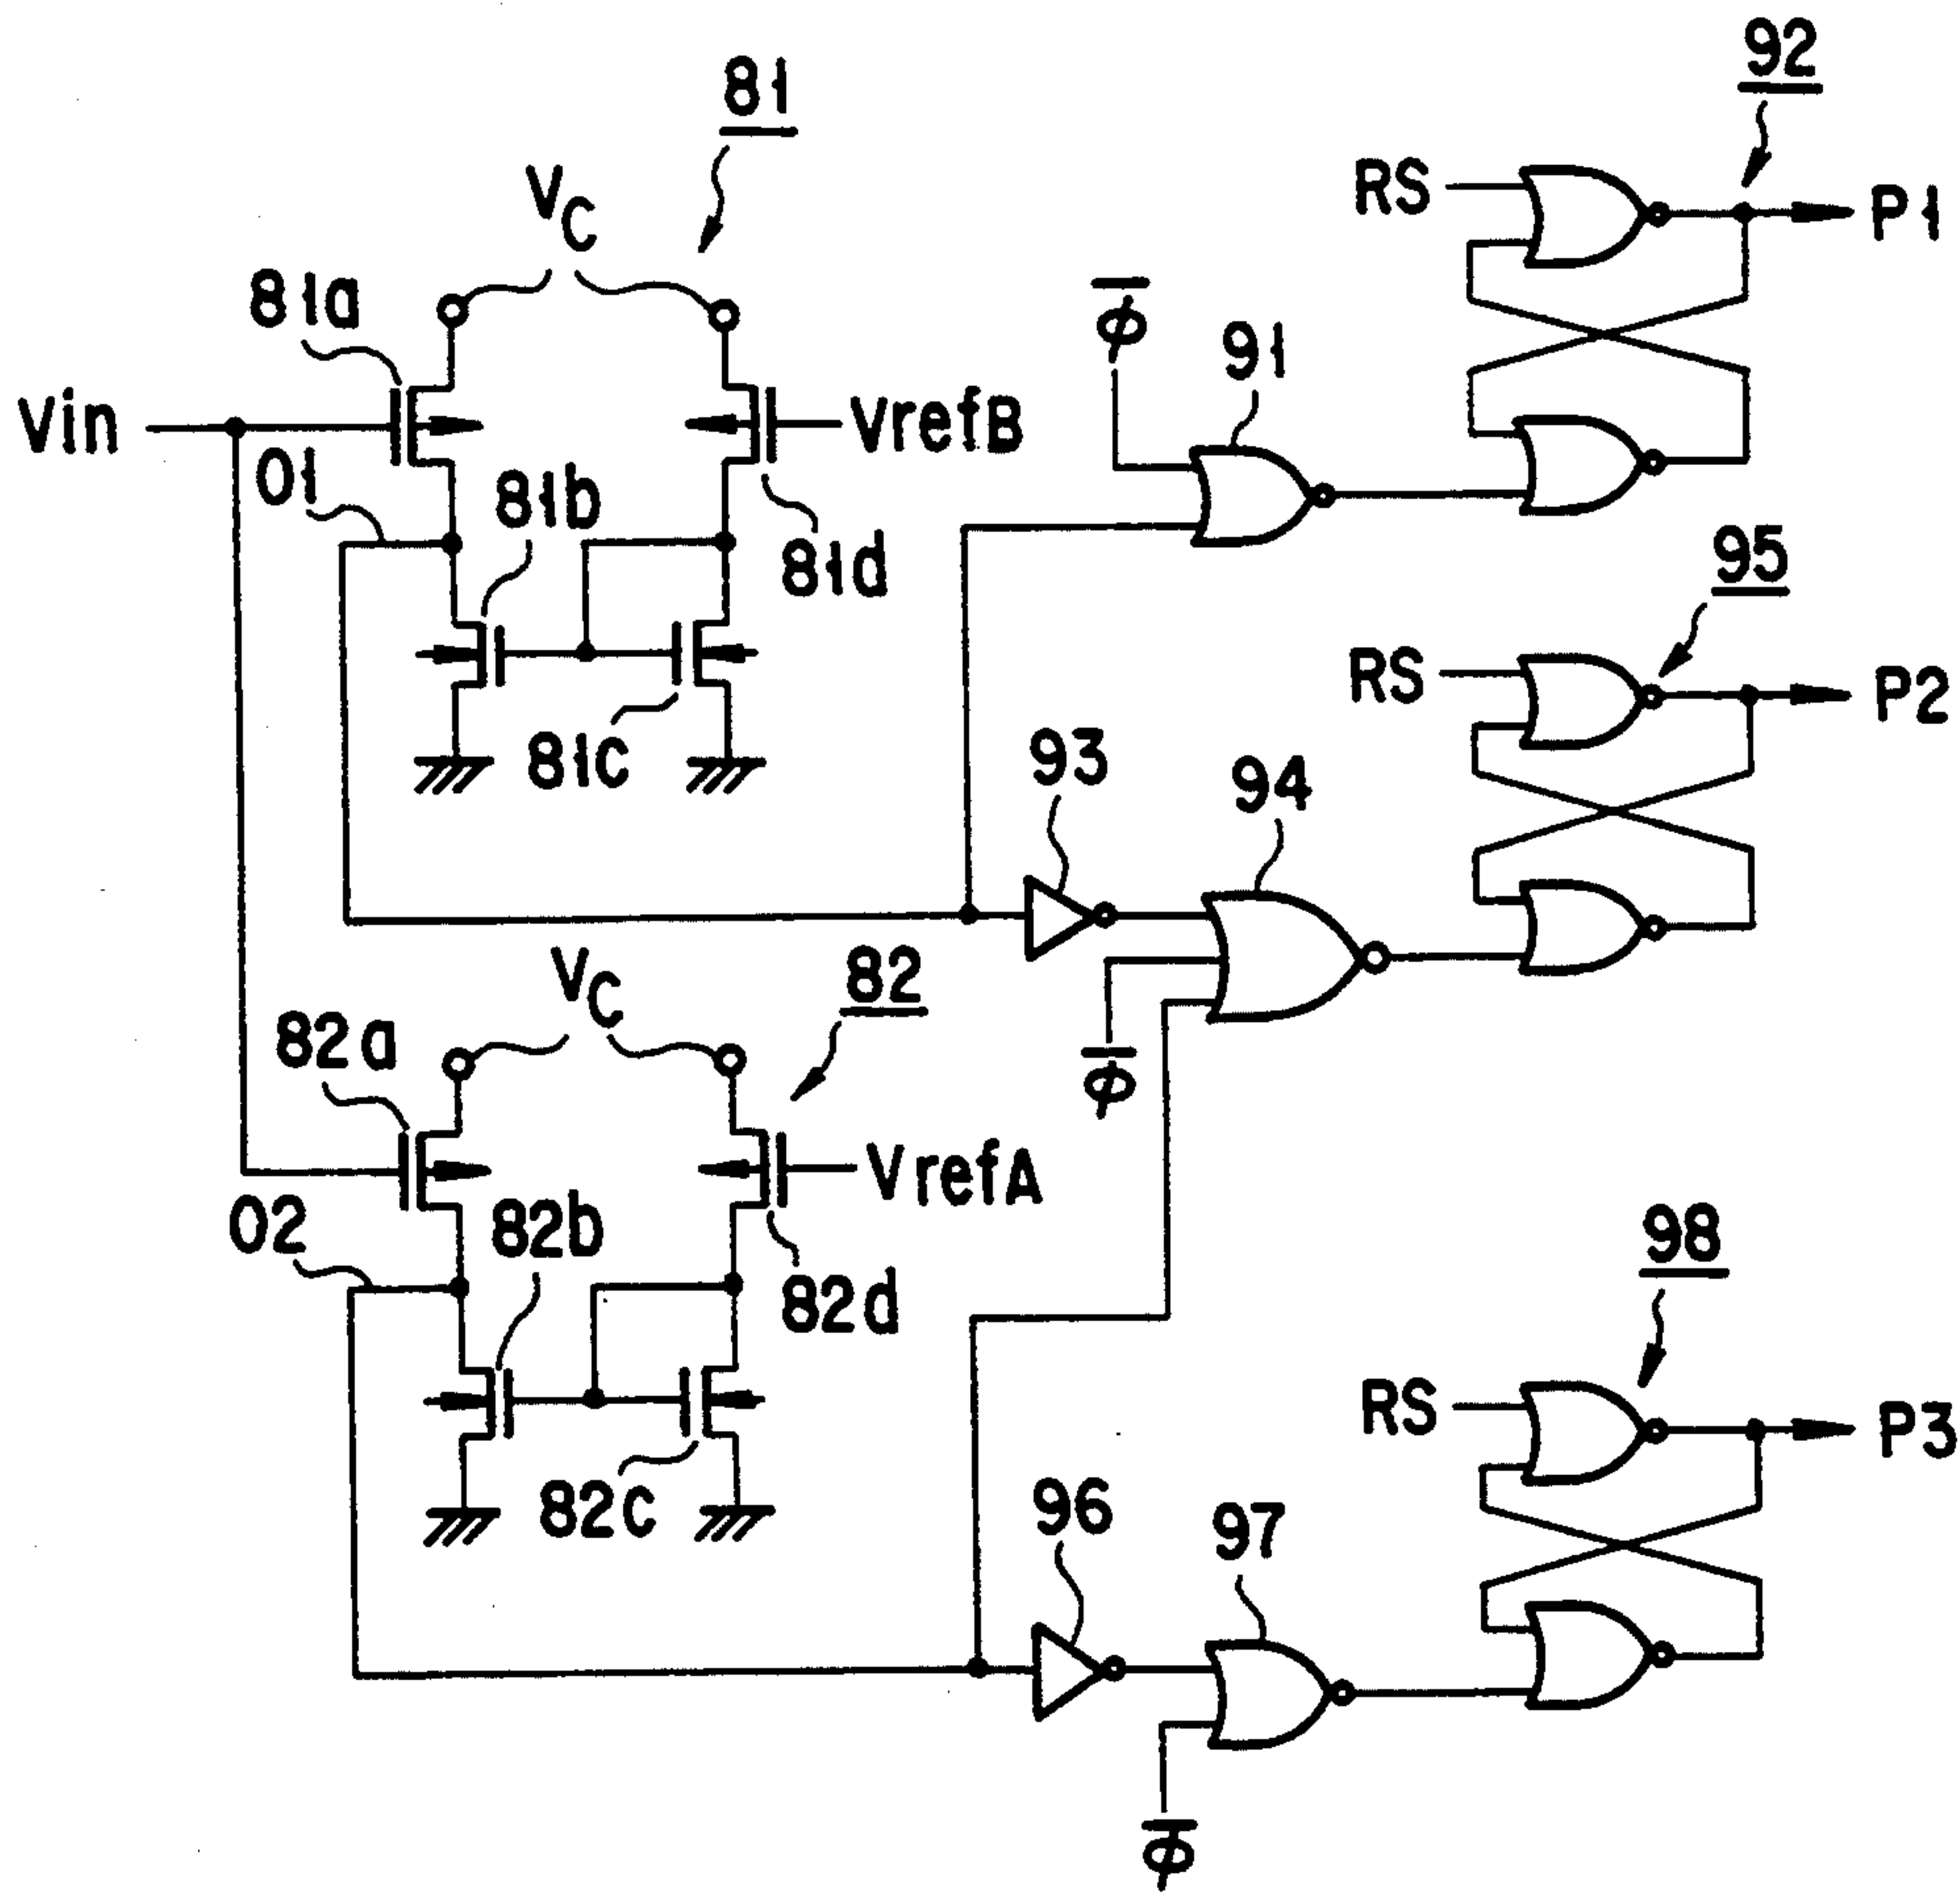 92
81
RS
P1
VC
81a
φ̅
91
Vin
VrefB
01
81b
81d
95
RS
P2
81c
93
94
VC
82
82a
φ̅
VrefA
02
82b
98
82d
RS
P3
82c
96
97
φ̅